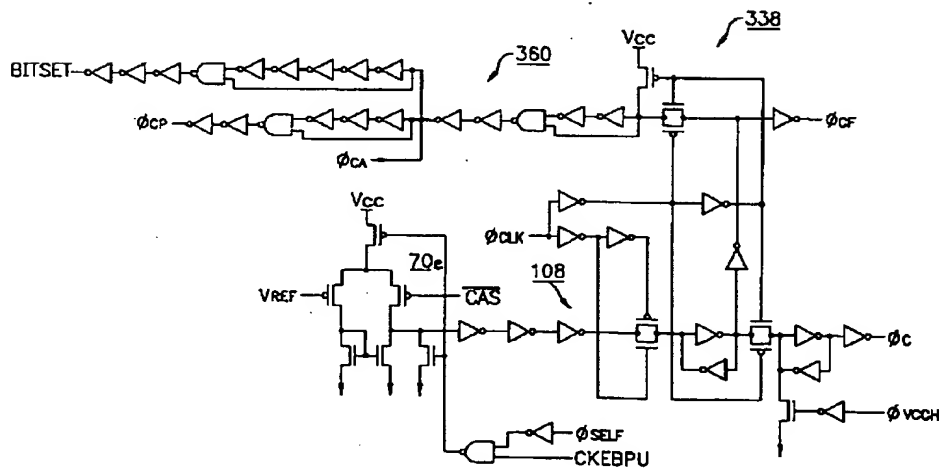 338
VCC
360
BITSET
ØCP
ØCF
ØCA
VCC
ØCLK
70e
108
VREF
CAS
ØC
ØVCCH
ØSELF
CKEBPU